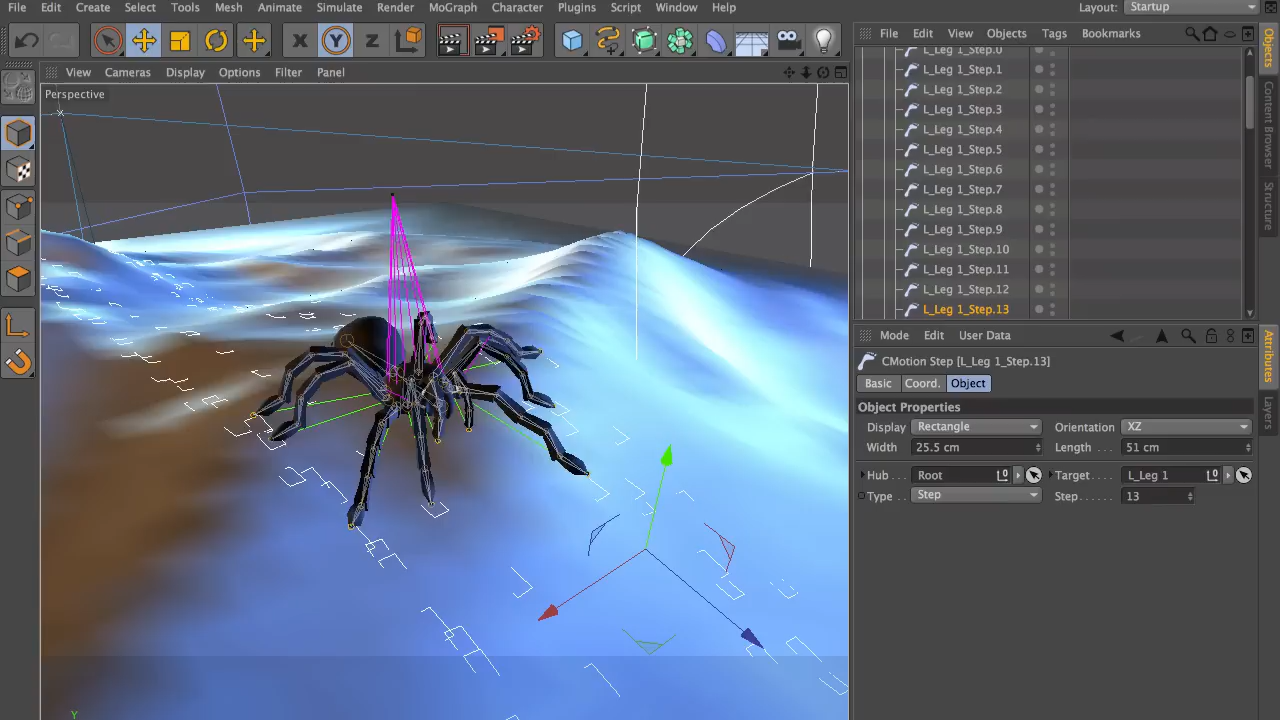 File Edit Create Select Tools Mesh Animate Simulate Render MoGraph Character Plugins Script Window Help Layout: Startup
File Edit View Objects Tags Bookmarks
View Cameras Display Options Filter Panel
Perspective
L_Leg 1_Step.0
L_Leg 1_Step.1
L_Leg 1_Step.2
L_Leg 1_Step.3
L_Leg 1_Step.4
L_Leg 1_Step.5
L_Leg 1_Step.6
L_Leg 1_Step.7
L_Leg 1_Step.8
L_Leg 1_Step.9
L_Leg 1_Step.10
L_Leg 1_Step.11
L_Leg 1_Step.12
L_Leg 1_Step.13
Objects
Content Browser
Structure
Mode Edit User Data
CMotion Step [L_Leg 1_Step.13]
Basic Coord. Object
Object Properties
Display Rectangle Orientation XZ
Width 25.5 cm Length 51 cm
Hub Root Target L_Leg 1
Type Step Step 13
Attributes
Layers
X Y Z
Y